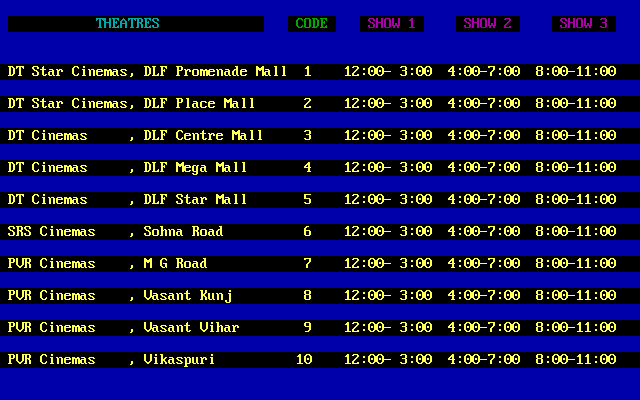 THEATRES CODE SHOW 1 SHOW 2 SHOW 3
DT Star Cinemas, DLF Promenade Mall 1 12:00- 3:00 4:00-7:00 8:00-11:00
DT Star Cinemas, DLF Place Mall 2 12:00- 3:00 4:00-7:00 8:00-11:00
DT Cinemas , DLF Centre Mall 3 12:00- 3:00 4:00-7:00 8:00-11:00
DT Cinemas , DLF Mega Mall 4 12:00- 3:00 4:00-7:00 8:00-11:00
DT Cinemas , DLF Star Mall 5 12:00- 3:00 4:00-7:00 8:00-11:00
SRS Cinemas , Sohna Road 6 12:00- 3:00 4:00-7:00 8:00-11:00
PVR Cinemas , M G Road 7 12:00- 3:00 4:00-7:00 8:00-11:00
PVR Cinemas , Vasant Kunj 8 12:00- 3:00 4:00-7:00 8:00-11:00
PVR Cinemas , Vasant Vihar 9 12:00- 3:00 4:00-7:00 8:00-11:00
PVR Cinemas , Vikaspuri 10 12:00- 3:00 4:00-7:00 8:00-11:00